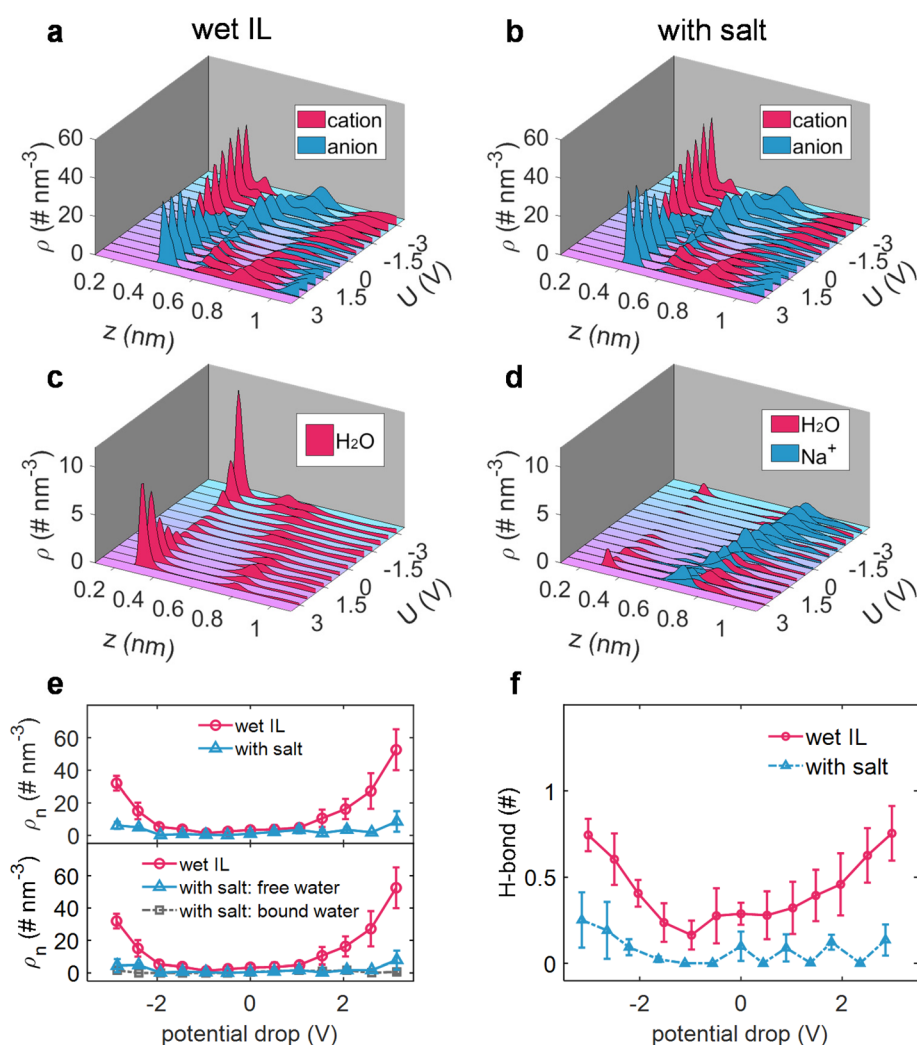 a wet IL
b with salt
cation
anion
cation
anion
60
40
20
0
ρ (# nm⁻³)
0.2 0.4 0.6 0.8 1
z (nm)
3 1.5 0 -1.5 -3
U (V)
60
40
20
0
ρ (# nm⁻³)
0.2 0.4 0.6 0.8 1
z (nm)
3 1.5 0 -1.5 -3
U (V)
c
d
H₂O
H₂O
Na⁺
10
5
0
ρ (# nm⁻³)
0.2 0.4 0.6 0.8 1
z (nm)
3 1.5 0 -1.5 -3
U (V)
10
5
0
ρ (# nm⁻³)
0.2 0.4 0.6 0.8 1
z (nm)
3 1.5 0 -1.5 -3
U (V)
e
wet IL
with salt
60
40
20
0
ρₙ (# nm⁻³)
wet IL
with salt: free water
with salt: bound water
60
40
20
0
ρₙ (# nm⁻³)
-2 0 2
potential drop (V)
f
wet IL
with salt
1
0.5
0
H-bond (#)
-2 0 2
potential drop (V)